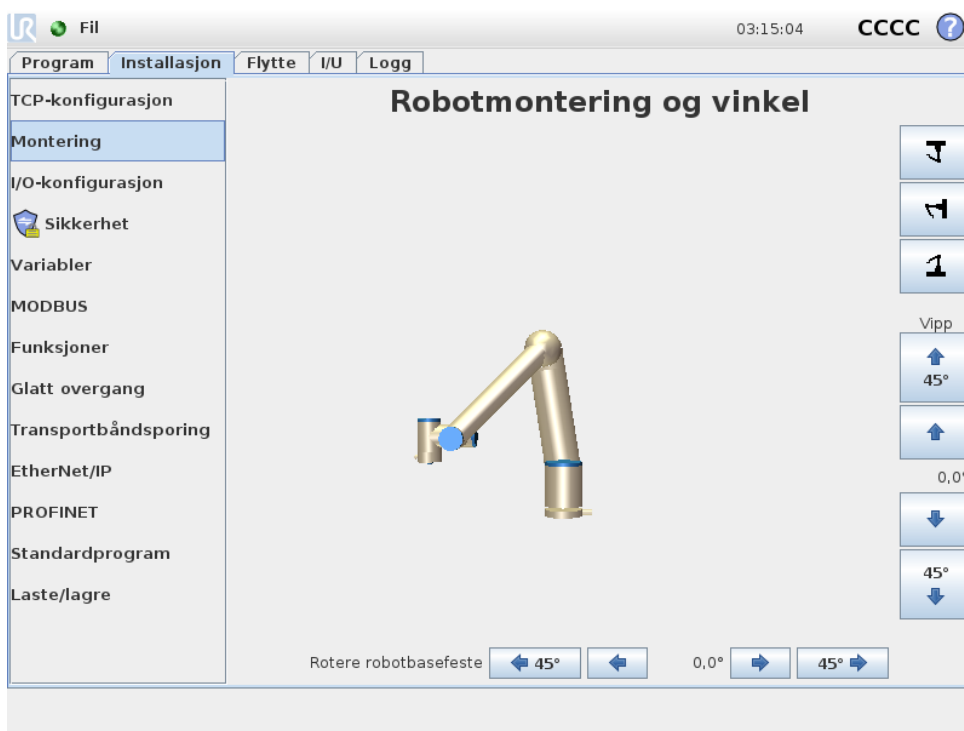 UR Fil 03:15:04 CCCC ?
Program Installasjon Flytte I/U Logg
TCP-konfigurasjon
Montering
I/O-konfigurasjon
Sikkerhet
Variabler
MODBUS
Funksjoner
Glatt overgang
Transportbåndsporing
EtherNet/IP
PROFINET
Standardprogram
Laste/lagre
Robotmontering og vinkel
Vipp
45°
0,0°
45°
Rotere robotbasefeste 45° 0,0° 45°